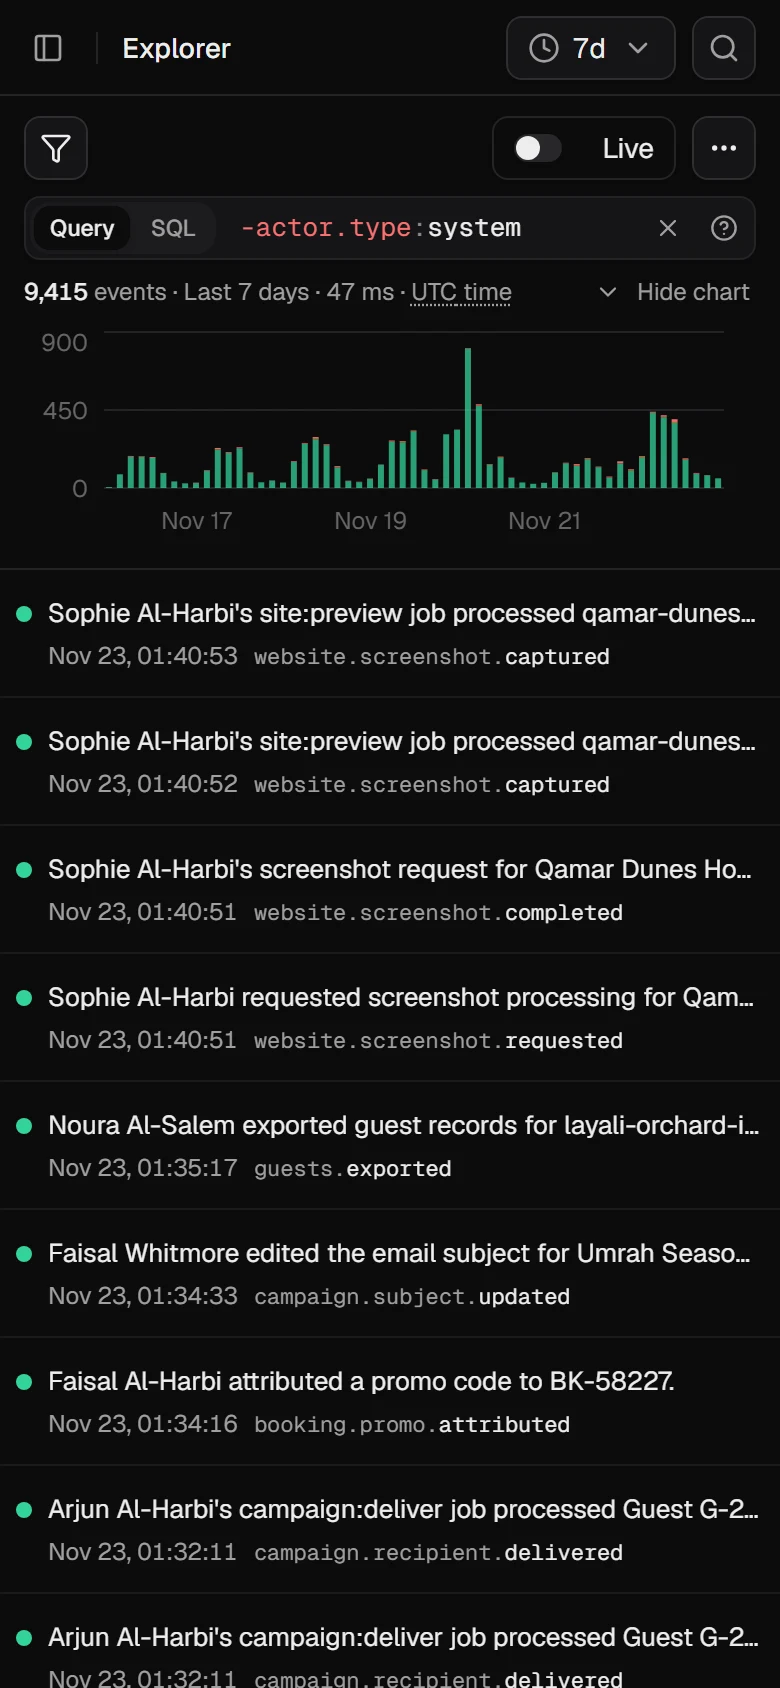 Explorer
7d
Live
Query SQL -actor.type:system
9,415 events · Last 7 days · 47 ms · UTC time Hide chart
900
450
0
Nov 17 Nov 19 Nov 21
Sophie Al-Harbi's site:preview job processed qamar-dunes...
Nov 23, 01:40:53 website.screenshot.captured
Sophie Al-Harbi's site:preview job processed qamar-dunes...
Nov 23, 01:40:52 website.screenshot.captured
Sophie Al-Harbi's screenshot request for Qamar Dunes Ho...
Nov 23, 01:40:51 website.screenshot.completed
Sophie Al-Harbi requested screenshot processing for Qam...
Nov 23, 01:40:51 website.screenshot.requested
Noura Al-Salem exported guest records for layali-orchard-i...
Nov 23, 01:35:17 guests.exported
Faisal Whitmore edited the email subject for Umrah Seaso...
Nov 23, 01:34:33 campaign.subject.updated
Faisal Al-Harbi attributed a promo code to BK-58227.
Nov 23, 01:34:16 booking.promo.attributed
Arjun Al-Harbi's campaign:deliver job processed Guest G-2...
Nov 23, 01:32:11 campaign.recipient.delivered
Arjun Al-Harbi's campaign:deliver job processed Guest G-2...
Nov 23, 01:32:11 campaign.recipient.delivered